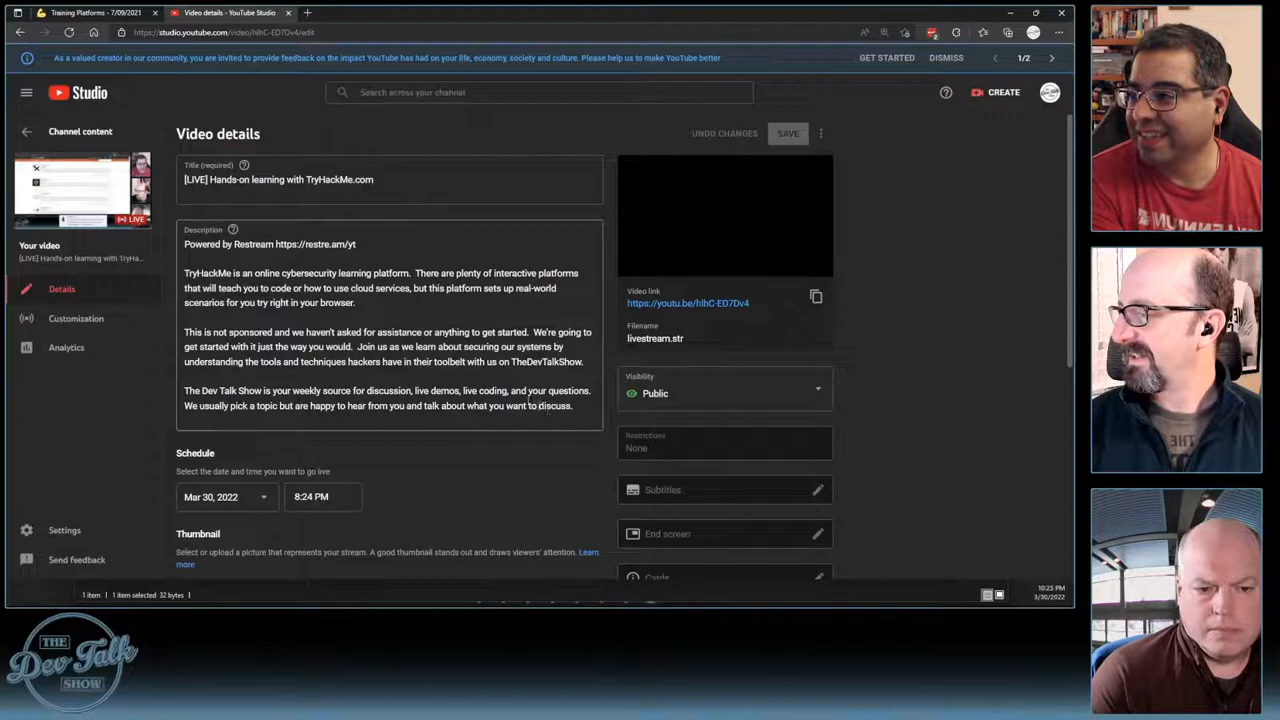 Training Platforms - 7/09/2021
Video details - YouTube Studio
https://studio.youtube.com/video/hlhC-ED7Dv4/edit
As a valued creator in our community, you are invited to provide feedback on the impact YouTube has had on your life, economy, society and culture. Please help us to make YouTube better
GET STARTED
DISMISS
1/2
Studio
Search across your channel
CREATE
Channel content
Video details
UNDO CHANGES
SAVE
Title (required)
[LIVE] Hands-on learning with TryHackMe.com
LIVE
Your video
[LIVE] Hands-on learning with TryHa...
Details
Customization
Analytics
Settings
Send feedback
Description
Powered by Restream https://restre.am/yt
TryHackMe is an online cybersecurity learning platform. There are plenty of interactive platforms
that will teach you to code or how to use cloud services, but this platform sets up real-world
scenarios for you try right in your browser.
This is not sponsored and we haven't asked for assistance or anything to get started. We're going to
get started with it just the way you would. Join us as we learn about securing our systems by
understanding the tools and techniques hackers have in their toolbelt with us on TheDevTalkShow.
The Dev Talk Show is your weekly source for discussion, live demos, live coding, and your questions.
We usually pick a topic but are happy to hear from you and talk about what you want to discuss.
Schedule
Select the date and time you want to go live
Mar 30, 2022
8:24 PM
Thumbnail
Select or upload a picture that represents your stream. A good thumbnail stands out and draws viewers' attention. Learn
more
Video link
https://youtu.be/hlhC-ED7Dv4
Filename
livestream.str
Visibility
Public
Restrictions
None
Subtitles
End screen
Cards
1 item
1 item selected 32 bytes
10:25 PM
3/30/2022
THE
Dev Talk
SHOW